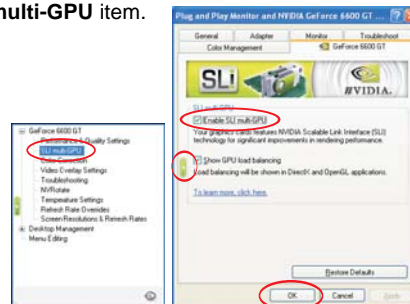 multi-GPU item.
GeForce 6600 GT
Performance & Quality Settings
SLI multi-GPU
Color Correction
Video Overlay Settings
Troubleshooting
NVRotate
Temperature Settings
Refresh Rate Overrides
Screen Resolutions & Refresh Rates
Desktop Management
Menu Editing
Plug and Play Monitor and NVIDIA GeForce 6600 GT ...
General
Adapter
Monitor
Troubleshoot
Color Management
GeForce 6600 GT
SLI
NVIDIA.
SLI multi-GPU
Enable SLI multi-GPU
Your graphics cards features NVIDIA Scalable Link Interface (SLI)
technology for significant improvements in rendering performance.
Show GPU load balancing
Load balancing will be shown in DirectX and OpenGL applications.
To learn more, click here.
Restore Defaults
OK
Cancel
Apply